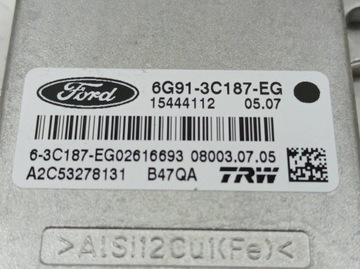 Ford
6G91-3C187-EG
15444112 05.07
6-3C187-EG02616693 08003.07.05
A2C53278131 B47QA TRW
>AlSi12Cu1(Fe)<